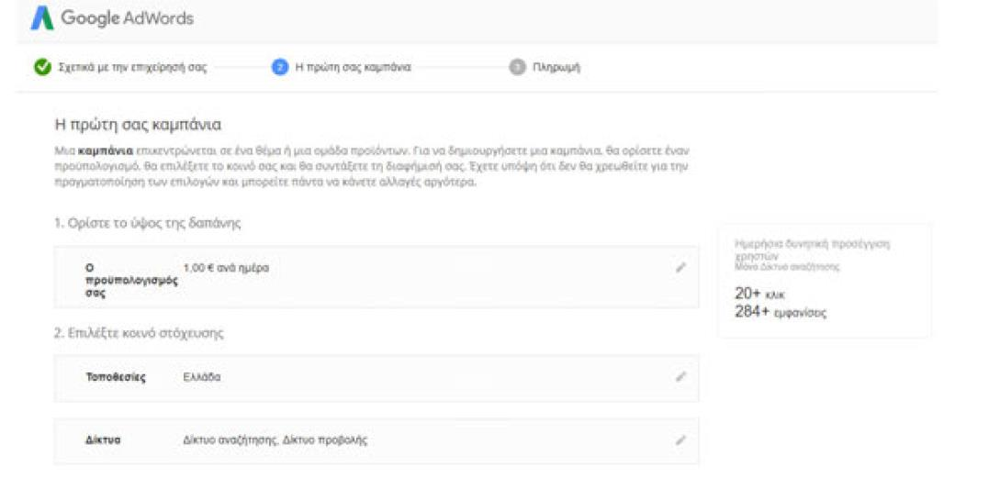 Google AdWords
Σχετικά με την επιχείρησή σας
2 Η πρώτη σας καμπάνια
3 Πληρωμή
Η πρώτη σας καμπάνια
Μια καμπάνια επικεντρώνεται σε ένα θέμα ή μια ομάδα προϊόντων. Για να δημιουργήσετε μια καμπάνια, θα ορίσετε έναν
προϋπολογισμό, θα επιλέξετε το κοινό σας και θα συντάξετε τη διαφήμισή σας. Έχετε υπόψη ότι δεν θα χρεωθείτε για την
πραγματοποίηση των επιλογών και μπορείτε πάντα να κάνετε αλλαγές αργότερα.
1. Ορίστε το ύψος της δαπάνης
Ο
προϋπολογισμός
σας
1,00 € ανά ημέρα
2. Επιλέξτε κοινό στόχευσης
Τοποθεσίες Ελλάδα
Δίκτυα Δίκτυο αναζήτησης, Δίκτυο προβολής
Ημερήσια δυνητική προσέγγιση
χρηστών
Μόνο Δίκτυο αναζήτησης
20+ κλικ
284+ εμφανίσεις